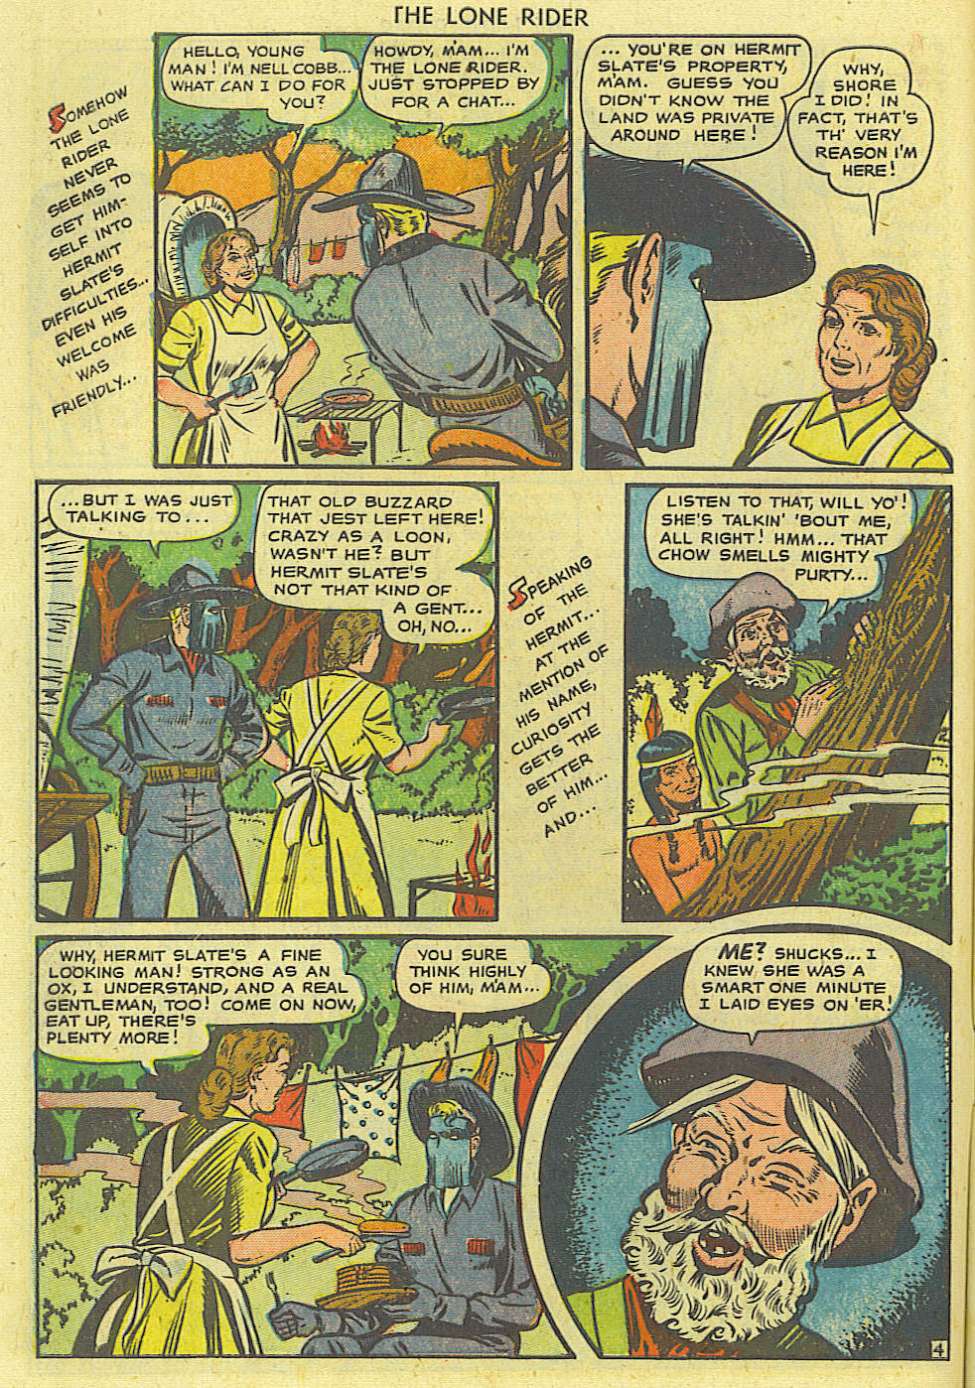 THE LONE RIDER
SOMEHOW
THE LONE
RIDER
NEVER
SEEMS TO
GET HIM-
SELF INTO
HERMIT
SLATE'S
DIFFICULTIES...
EVEN HIS
WELCOME
WAS
FRIENDLY...
HELLO, YOUNG
MAN! I'M NELL COBB...
WHAT CAN I DO FOR
YOU?
HOWDY, M'AM... I'M
THE LONE RIDER.
JUST STOPPED BY
FOR A CHAT...
... YOU'RE ON HERMIT
SLATE'S PROPERTY,
M'AM. GUESS YOU
DIDN'T KNOW THE
LAND WAS PRIVATE
AROUND HERE!
WHY,
SHORE
I DID! IN
FACT, THAT'S
TH' VERY
REASON I'M
HERE!
...BUT I WAS JUST
TALKING TO...
THAT OLD BUZZARD
THAT JEST LEFT HERE!
CRAZY AS A LOON,
WASN'T HE? BUT
HERMIT SLATE'S
NOT THAT KIND OF
A GENT...
OH, NO...
SPEAKING
OF THE
HERMIT...
AT THE
MENTION OF
HIS NAME,
CURIOSITY
GETS THE
BETTER
OF HIM...
AND...
LISTEN TO THAT, WILL YO'!
SHE'S TALKIN' 'BOUT ME,
ALL RIGHT! HMM... THAT
CHOW SMELLS MIGHTY
PURTY...
WHY, HERMIT SLATE'S A FINE
LOOKING MAN! STRONG AS AN
OX, I UNDERSTAND, AND A REAL
GENTLEMAN, TOO! COME ON NOW,
EAT UP, THERE'S
PLENTY MORE!
YOU SURE
THINK HIGHLY
OF HIM, M'AM...
ME? SHUCKS... I
KNEW SHE WAS A
SMART ONE MINUTE
I LAID EYES ON 'ER!
4